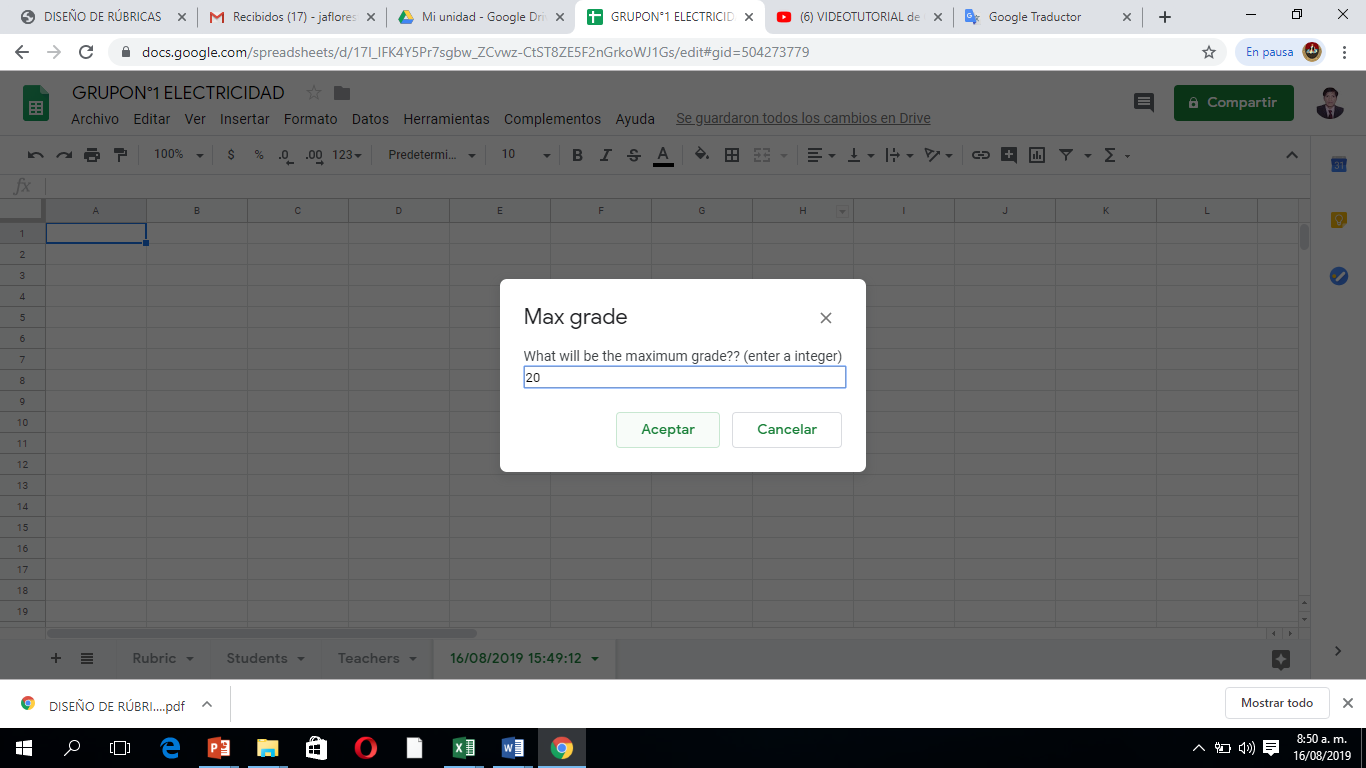 DISEÑO DE RÚBRICAS
Recibidos (17) - jaflores
Mi unidad - Google Dri
GRUPON°1 ELECTRICID
(6) VIDEOTUTORIAL de
Google Traductor
docs.google.com/spreadsheets/d/17I_IFK4Y5Pr7sgbw_ZCvwz-CtST8ZE5F2nGrkoWJ1Gs/edit#gid=504273779
En pausa
GRUPON°1 ELECTRICIDAD
Compartir
Archivo Editar Ver Insertar Formato Datos Herramientas Complementos Ayuda Se guardaron todos los cambios en Drive
100% $ % .0 .00 123 Predetermi... 10 B I S A Σ
31
fx
A B C D E F G H I J K L
1
2
3
4
5
6
7
8
9
10
11
12
13
14
15
16
17
18
19
Max grade
What will be the maximum grade?? (enter a integer)
20
Aceptar Cancelar
Rubric Students Teachers 16/08/2019 15:49:12
DISEÑO DE RÚBRI....pdf
Mostrar todo
8:50 a. m.
16/08/2019